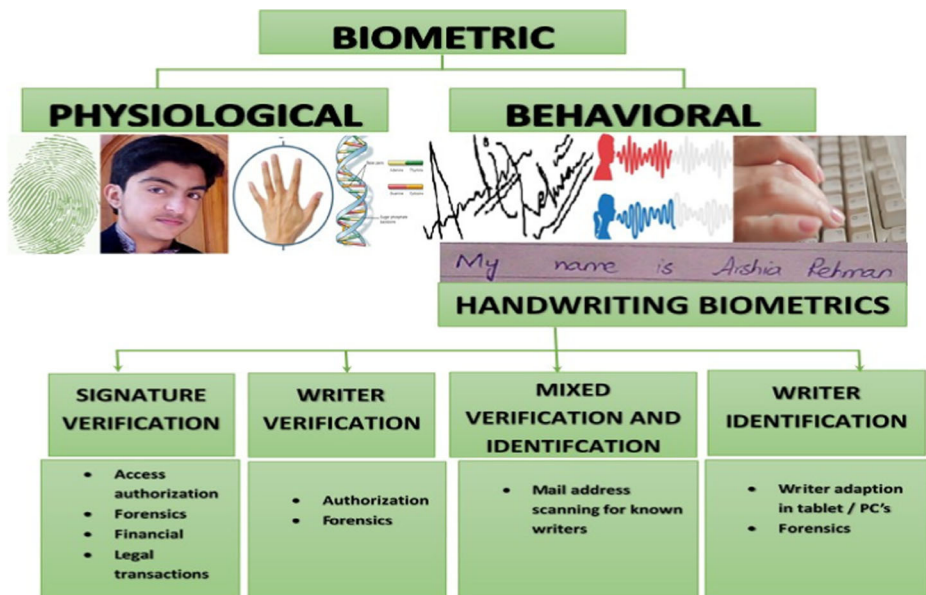 BIOMETRIC
PHYSIOLOGICAL
BEHAVIORAL
My name is Arshia Rehman
HANDWRITING BIOMETRICS
SIGNATURE
VERIFICATION
• Access
authorization
• Forensics
• Financial
• Legal
transactions
WRITER
VERIFICATION
• Authorization
• Forensics
MIXED
VERIFICATION AND
IDENTIFCATION
• Mail address
scanning for known
writers
WRITER
IDENTIFICATION
• Writer adaption
in tablet / PC's
• Forensics